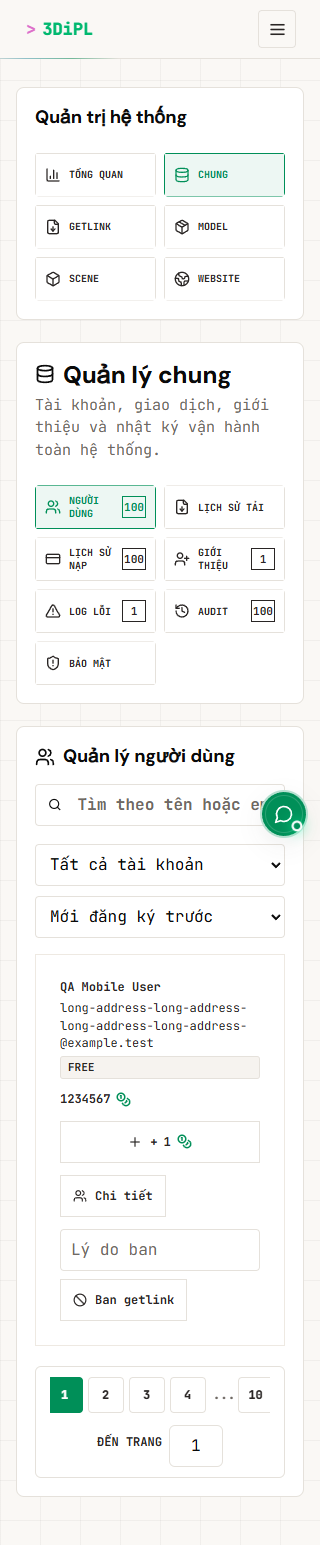 > 3DiPL
Quản trị hệ thống
TỔNG QUAN
CHUNG
GETLINK
MODEL
SCENE
WEBSITE
Quản lý chung
Tài khoản, giao dịch, giới
thiệu và nhật ký vận hành
toàn hệ thống.
NGƯỜI
DÙNG
100
LỊCH SỬ TẢI
LỊCH SỬ
NẠP
100
GIỚI
THIỆU
1
LOG LỖI
1
AUDIT
100
BẢO MẬT
Quản lý người dùng
Tìm theo tên hoặc em
Tất cả tài khoản
Mới đăng ký trước
QA Mobile User
long-address-long-address-
long-address-long-address-
@example.test
FREE
1234567
+ + 1
Chi tiết
Lý do ban
Ban getlink
1 2 3 4 ... 10
ĐẾN TRANG 1